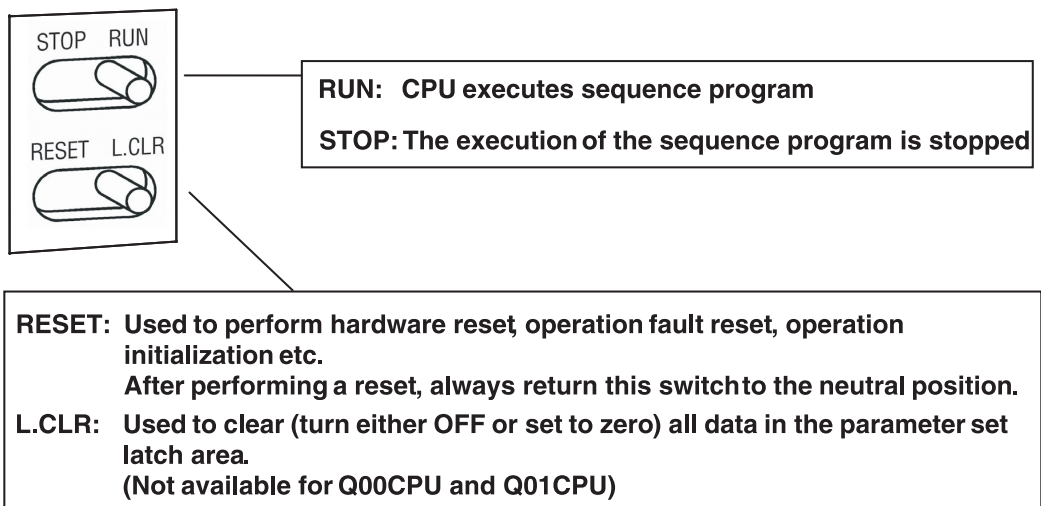 STOP RUN
RESET L.CLR
RUN: CPU executes sequence program
STOP: The execution of the sequence program is stopped
RESET: Used to perform hardware reset, operation fault reset, operation
initialization etc.
After performing a reset, always return this switch to the neutral position.
L.CLR: Used to clear (turn either OFF or set to zero) all data in the parameter set
latch area.
(Not available for Q00CPU and Q01CPU)